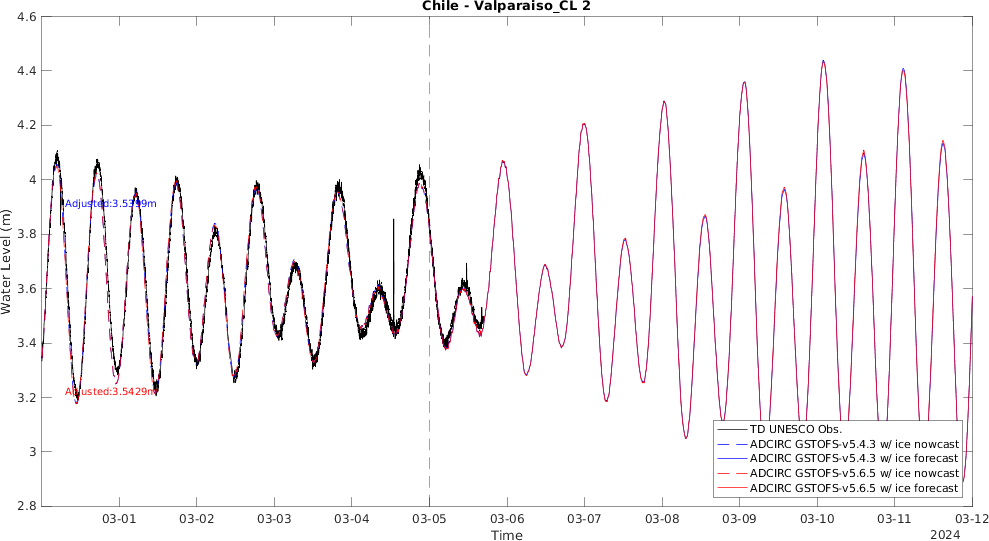 Chile - Valparaiso_CL 2
4.6
4.4
4.2
4
3.8
3.6
3.4
3.2
3
2.8
Water Level (m)
Adjusted:3.5399m
Adjusted:3.5429m
TD UNESCO Obs.
ADCIRC GSTOFS-v5.4.3 w/ ice nowcast
ADCIRC GSTOFS-v5.4.3 w/ ice forecast
ADCIRC GSTOFS-v5.6.5 w/ ice nowcast
ADCIRC GSTOFS-v5.6.5 w/ ice forecast
03-01 03-02 03-03 03-04 03-05 03-06 03-07 03-08 03-09 03-10 03-11 03-12
Time
2024